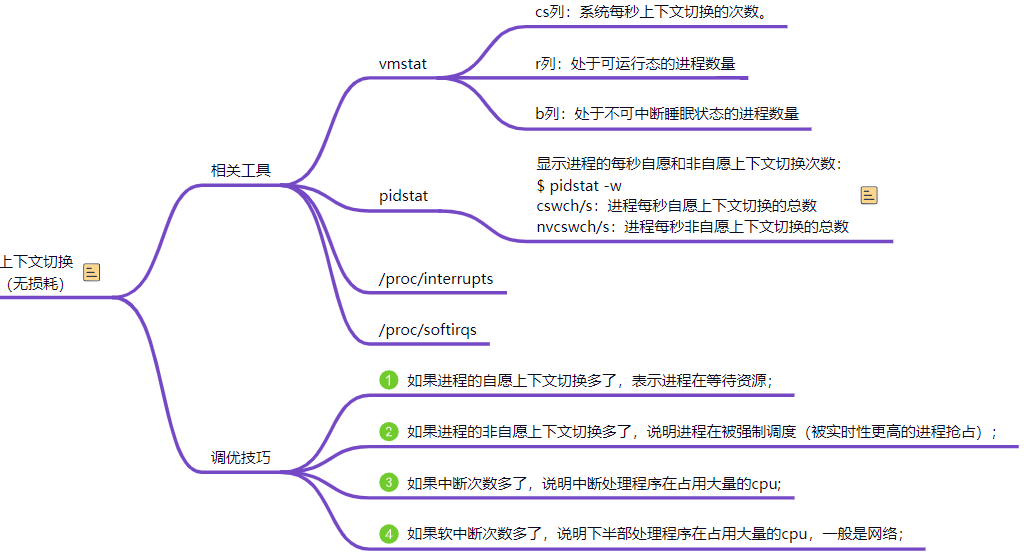 上下文切换
（无损耗）
相关工具
vmstat
cs列：系统每秒上下文切换的次数。
r列：处于可运行态的进程数量
b列：处于不可中断睡眠状态的进程数量
pidstat
显示进程的每秒自愿和非自愿上下文切换次数：
$ pidstat -w
cswch/s：进程每秒自愿上下文切换的总数
nvcswch/s：进程每秒非自愿上下文切换的总数
/proc/interrupts
/proc/softirqs
调优技巧
1 如果进程的自愿上下文切换多了，表示进程在等待资源；
2 如果进程的非自愿上下文切换多了，说明进程在被强制调度（被实时性更高的进程抢占）；
3 如果中断次数多了，说明中断处理程序在占用大量的cpu;
4 如果软中断次数多了，说明下半部处理程序在占用大量的cpu，一般是网络；